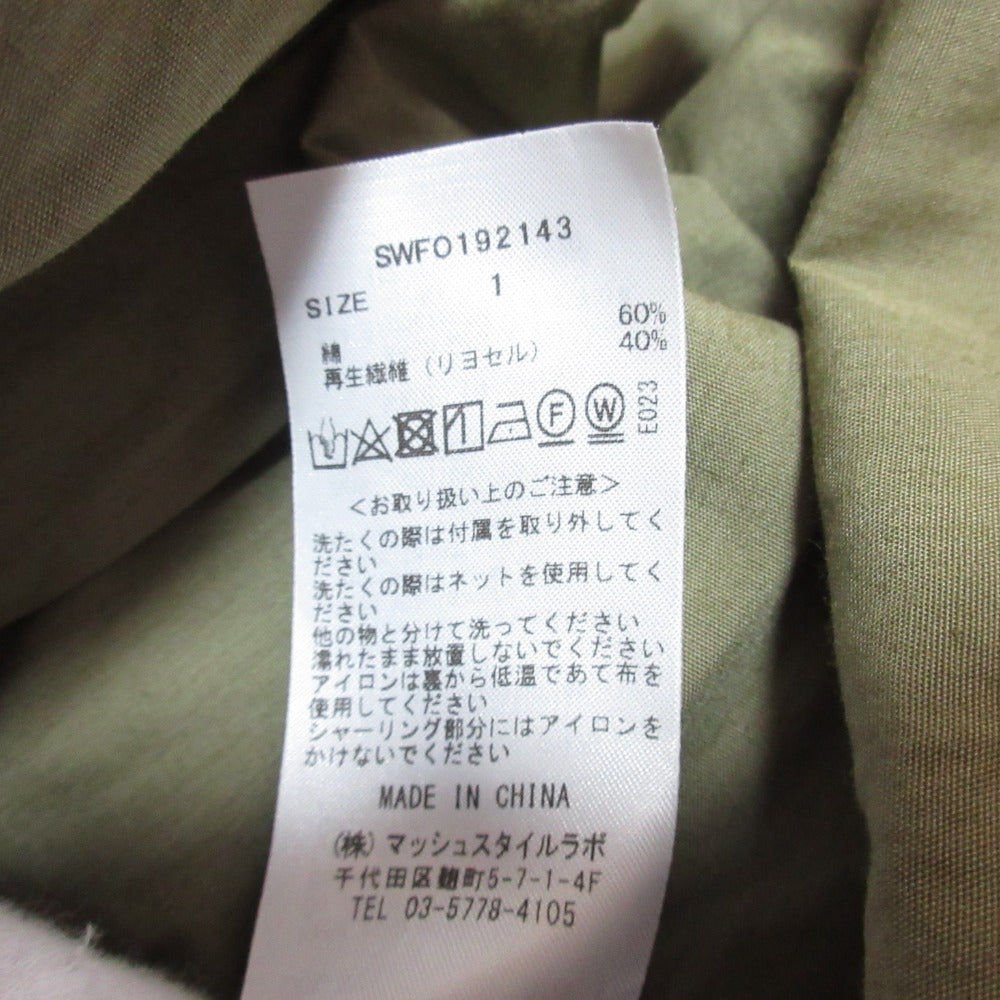 SWFO192143
SIZE 1
綿 60%
再生繊維（リヨセル） 40%
F W E023
＜お取り扱い上のご注意＞
洗たくの際は付属を取り外してく
ださい
洗たくの際はネットを使用してく
ださい
他の物と分けて洗ってください
濡れたまま放置しないでください
アイロンは裏から低温であて布を
使用してください
シャーリング部分にはアイロンを
かけないでください
MADE IN CHINA
(株)マッシュスタイルラボ
千代田区麹町5-7-1-4F
TEL 03-5778-4105